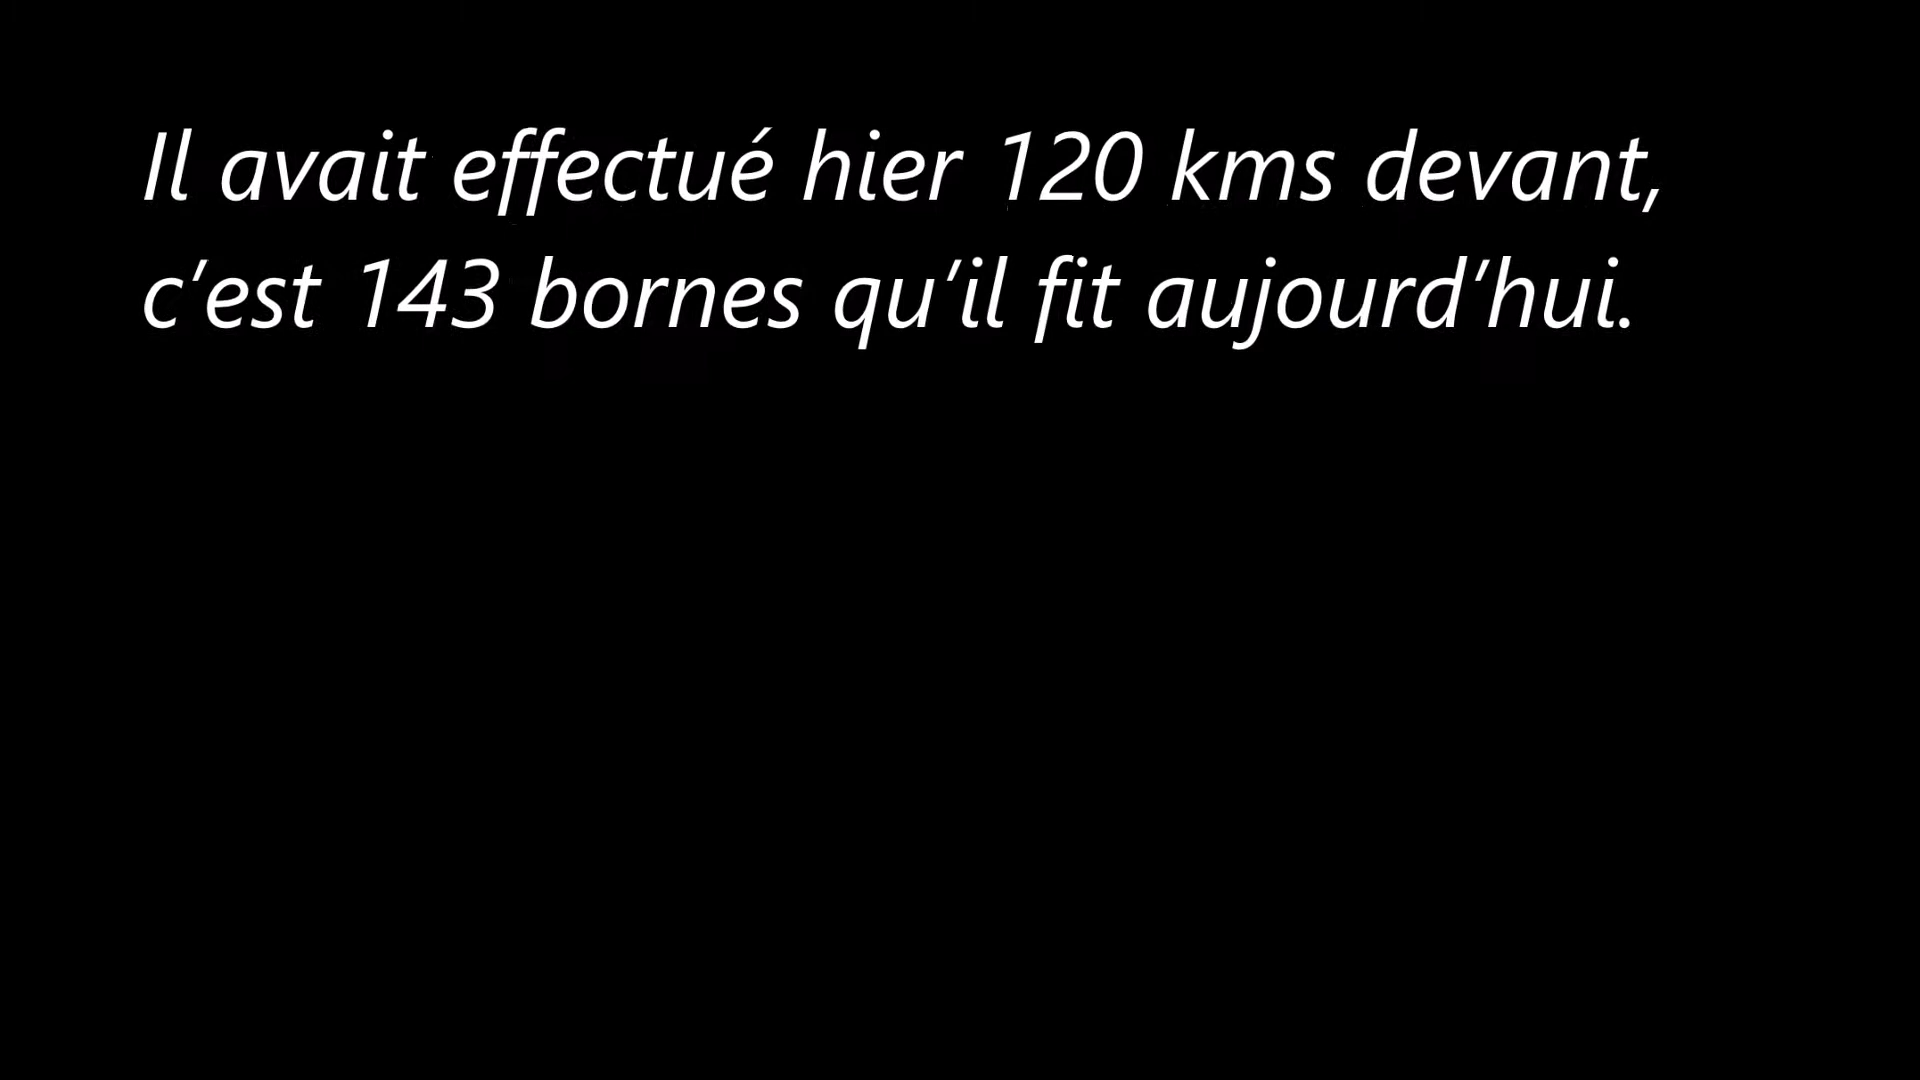 Il avait effectué hier 120 kms devant,
c’est 143 bornes qu’il fit aujourd’hui.